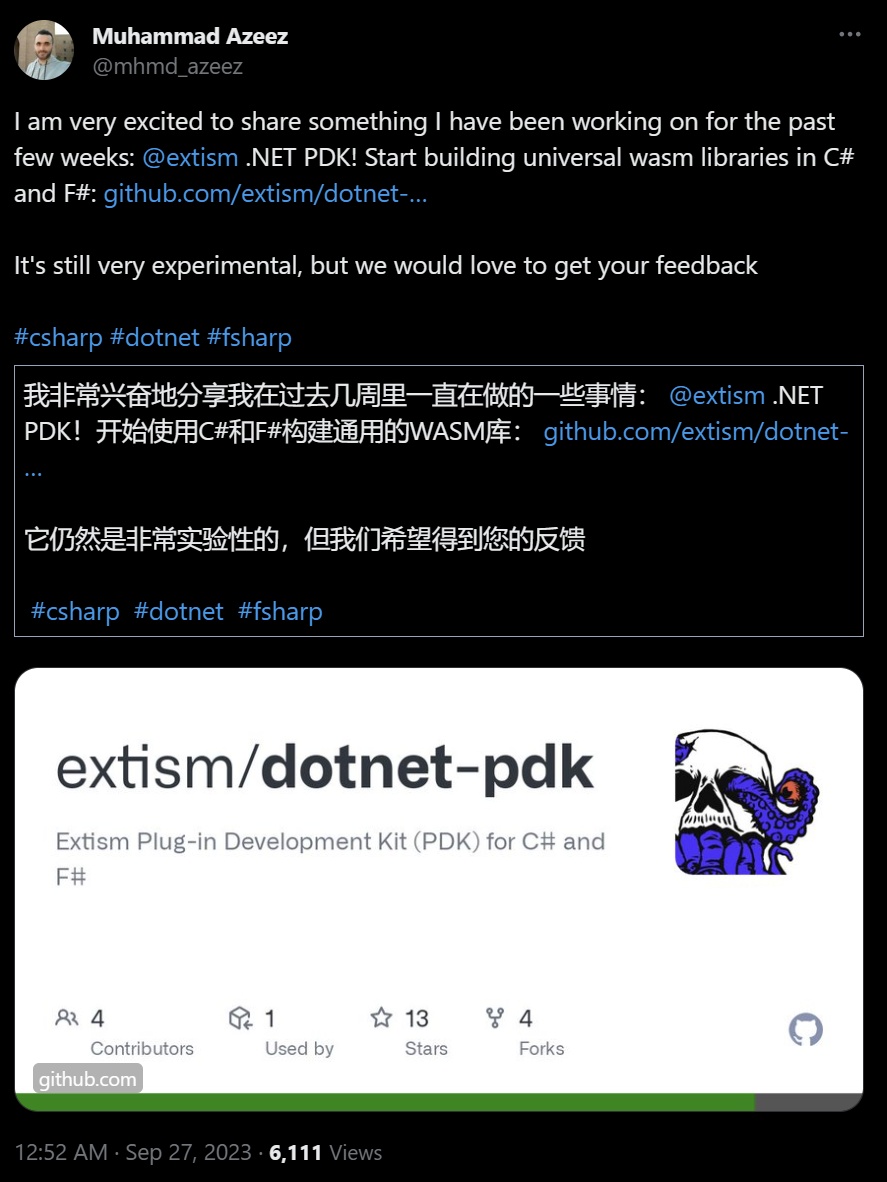 Muhammad Azeez
@mhmd_azeez
I am very excited to share something I have been working on for the past
few weeks: @extism .NET PDK! Start building universal wasm libraries in C#
and F#: github.com/extism/dotnet-…
It's still very experimental, but we would love to get your feedback
#csharp #dotnet #fsharp
我非常兴奋地分享我在过去几周里一直在做的一些事情： @extism .NET
PDK！开始使用C#和F#构建通用的WASM库： github.com/extism/dotnet-
…
它仍然是非常实验性的，但我们希望得到您的反馈
#csharp #dotnet #fsharp
extism/dotnet-pdk
Extism Plug-in Development Kit (PDK) for C# and
F#
4 1 13 4
Contributors Used by Stars Forks
github.com
12:52 AM · Sep 27, 2023 · 6,111 Views